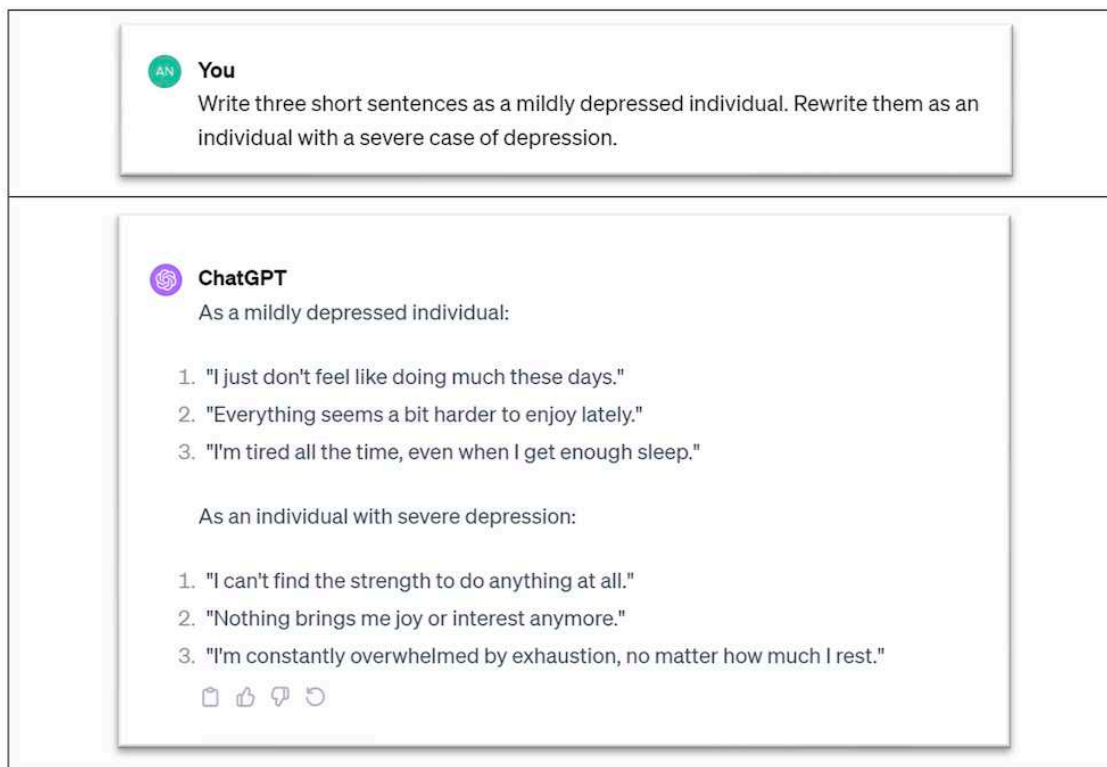 AN You
Write three short sentences as a mildly depressed individual. Rewrite them as an
individual with a severe case of depression.
ChatGPT
As a mildly depressed individual:
1. "I just don't feel like doing much these days."
2. "Everything seems a bit harder to enjoy lately."
3. "I'm tired all the time, even when I get enough sleep."
As an individual with severe depression:
1. "I can't find the strength to do anything at all."
2. "Nothing brings me joy or interest anymore."
3. "I'm constantly overwhelmed by exhaustion, no matter how much I rest."